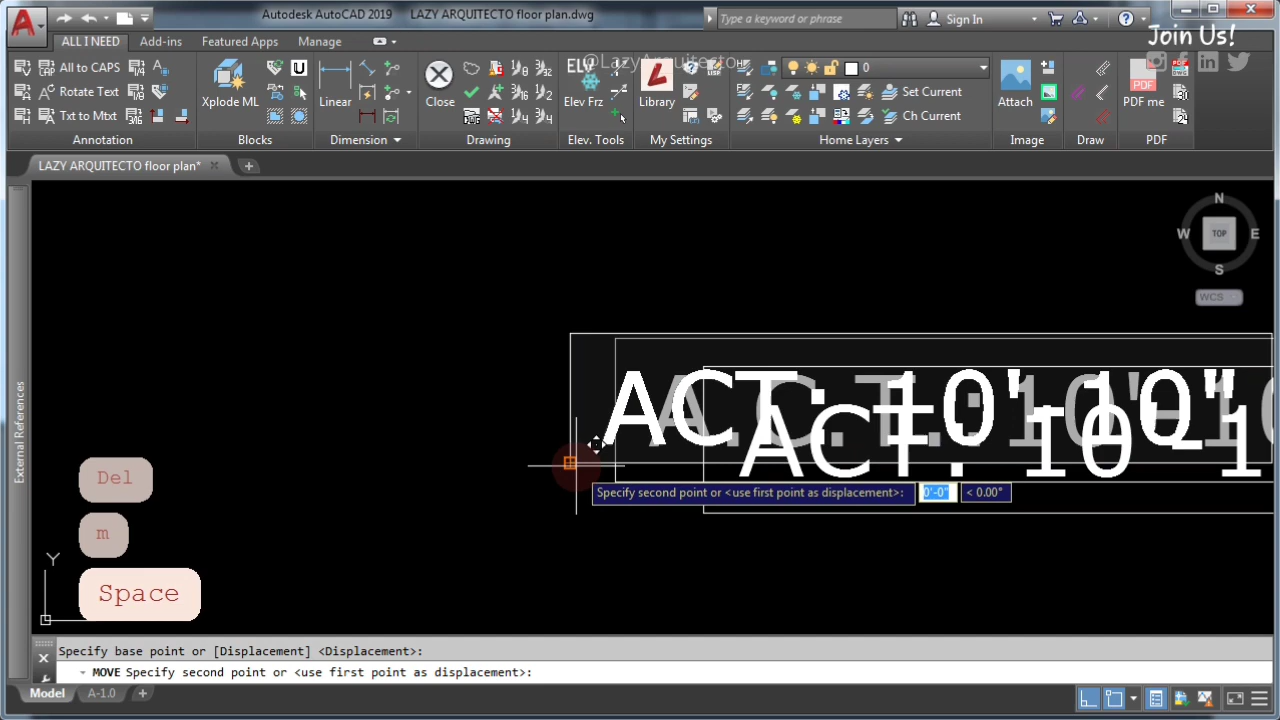 Autodesk AutoCAD 2019 LAZY ARQUITECTO floor plan.dwg
Type a keyword or phrase
Sign In
Join Us!
@LazyArquitecto
ALL I NEED Add-ins Featured Apps Manage
All to CAPS
Rotate Text
Txt to Mtxt
Annotation
Xplode ML
Blocks
Linear
Dimension
Close
Drawing
ELV
Elev Frz
Elev. Tools
Library
My Settings
0
Set Current
Ch Current
Home Layers
Attach
Image
Draw
PDF
PDF me
PDF
LAZY ARQUITECTO floor plan*
N
W TOP E
S
WCS
External References
ACT. 10'-10"
A.C.T.:10'-10
ACT. 10'-1
Specify second point or <use first point as displacement>: 0'-0" < 0.00°
Del
m
Space
Y
Specify base point or [Displacement] <Displacement>:
MOVE Specify second point or <use first point as displacement>:
Model A-1.0